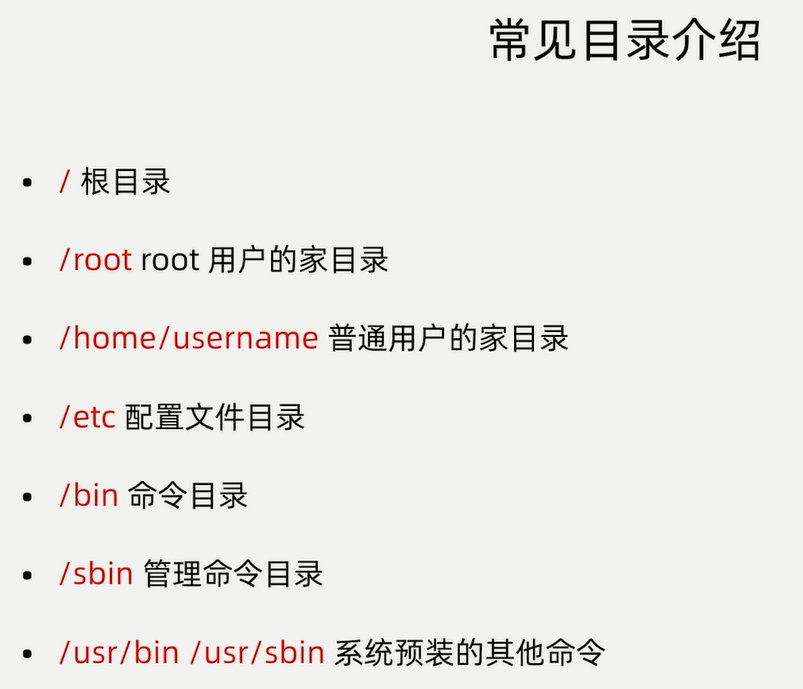 常见目录介绍
• / 根目录
• /root root 用户的家目录
• /home/username 普通用户的家目录
• /etc 配置文件目录
• /bin 命令目录
• /sbin 管理命令目录
• /usr/bin /usr/sbin 系统预装的其他命令